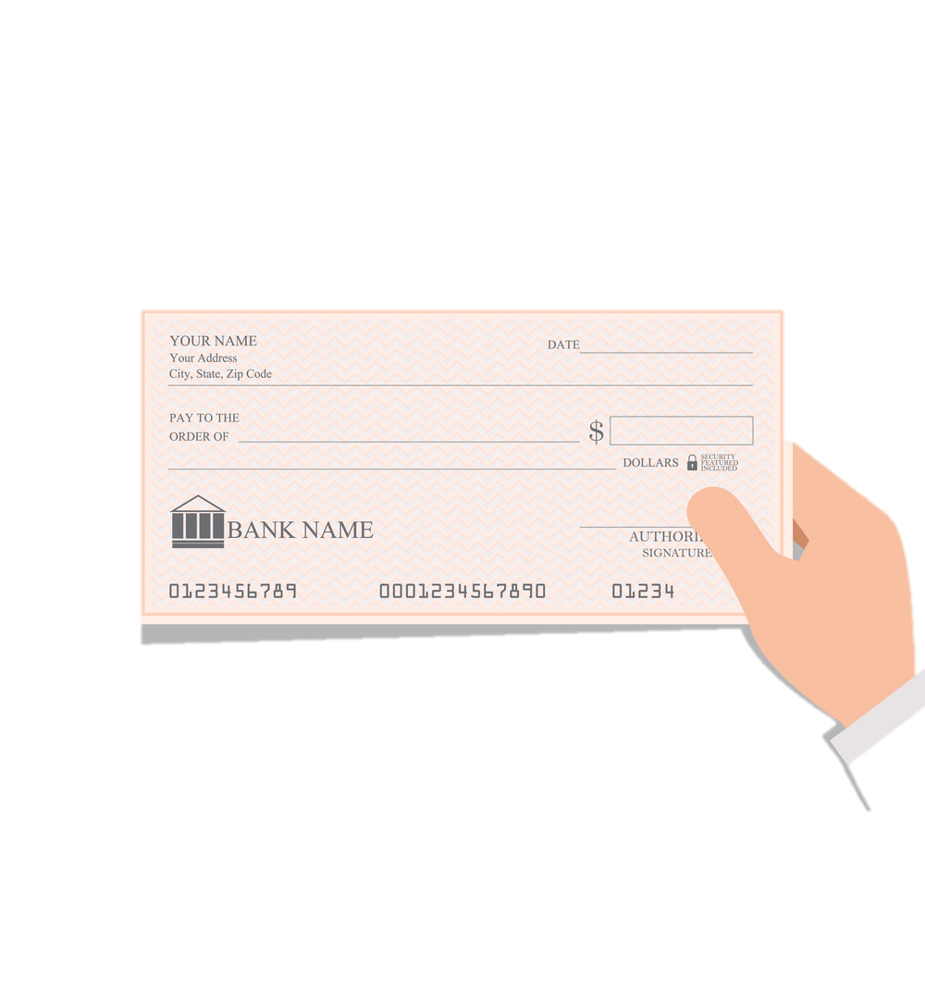 YOUR NAME
Your Address
City, State, Zip Code
DATE
PAY TO THE
ORDER OF
$
DOLLARS
SECURITY
FEATURED
INCLUDED
BANK NAME
AUTHORI
SIGNATURE
0123456789 0001234567890 01234